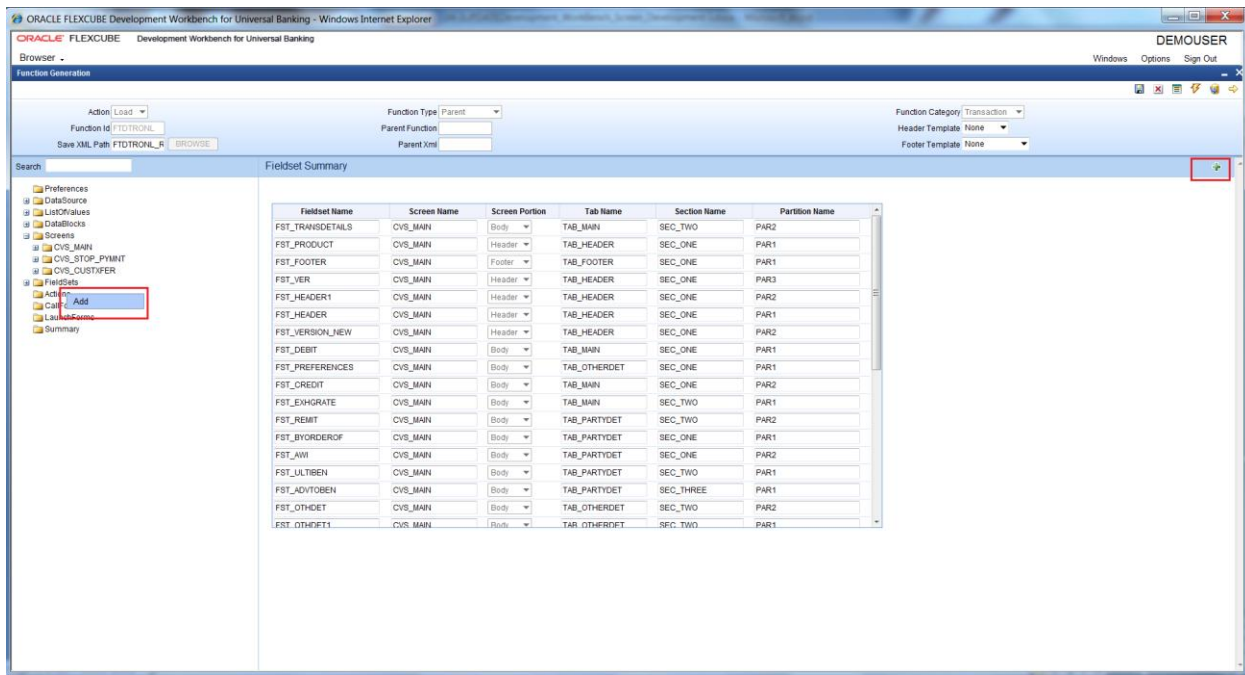 ORACLE FLEXCUBE Development Workbench for Universal Banking - Windows Internet Explorer
ORACLE FLEXCUBE Development Workbench for Universal Banking DEMOUSER
Browser Windows Options Sign Out
Function Generation
Action Load Function Type Parent Function Category Transaction
Function Id FTDTRONL Parent Function Header Template None
Save XML Path FTDTRONL_R BROWSE Parent Xml Footer Template None
Search Fieldset Summary
Preferences
DataSource
ListOfValues
DataBlocks
Screens
CVS_MAIN
CVS_STOP_PYMNT
CVS_CUSTXFER
FieldSets
Actions
Add
LaunchForms
Summary
Fieldset Name Screen Name Screen Portion Tab Name Section Name Partition Name
FST_TRANSDETAILS CVS_MAIN Body TAB_MAIN SEC_TWO PAR2
FST_PRODUCT CVS_MAIN Header TAB_HEADER SEC_ONE PAR1
FST_FOOTER CVS_MAIN Footer TAB_FOOTER SEC_ONE PAR1
FST_VER CVS_MAIN Header TAB_HEADER SEC_ONE PAR3
FST_HEADER1 CVS_MAIN Header TAB_HEADER SEC_ONE PAR2
FST_HEADER CVS_MAIN Header TAB_HEADER SEC_ONE PAR1
FST_VERSION_NEW CVS_MAIN Header TAB_HEADER SEC_ONE PAR2
FST_DEBIT CVS_MAIN Body TAB_MAIN SEC_ONE PAR1
FST_PREFERENCES CVS_MAIN Body TAB_OTHERDET SEC_ONE PAR1
FST_CREDIT CVS_MAIN Body TAB_MAIN SEC_ONE PAR2
FST_EXHGRATE CVS_MAIN Body TAB_MAIN SEC_TWO PAR1
FST_REMIT CVS_MAIN Body TAB_PARTYDET SEC_TWO PAR2
FST_BYORDEROF CVS_MAIN Body TAB_PARTYDET SEC_ONE PAR1
FST_AWI CVS_MAIN Body TAB_PARTYDET SEC_ONE PAR2
FST_ULTIBEN CVS_MAIN Body TAB_PARTYDET SEC_TWO PAR1
FST_ADVTOBEN CVS_MAIN Body TAB_PARTYDET SEC_THREE PAR1
FST_OTHDET CVS_MAIN Body TAB_OTHERDET SEC_TWO PAR2
FST_OTHDET1 CVS_MAIN Body TAB_OTHERDET SEC_TWO PAR1